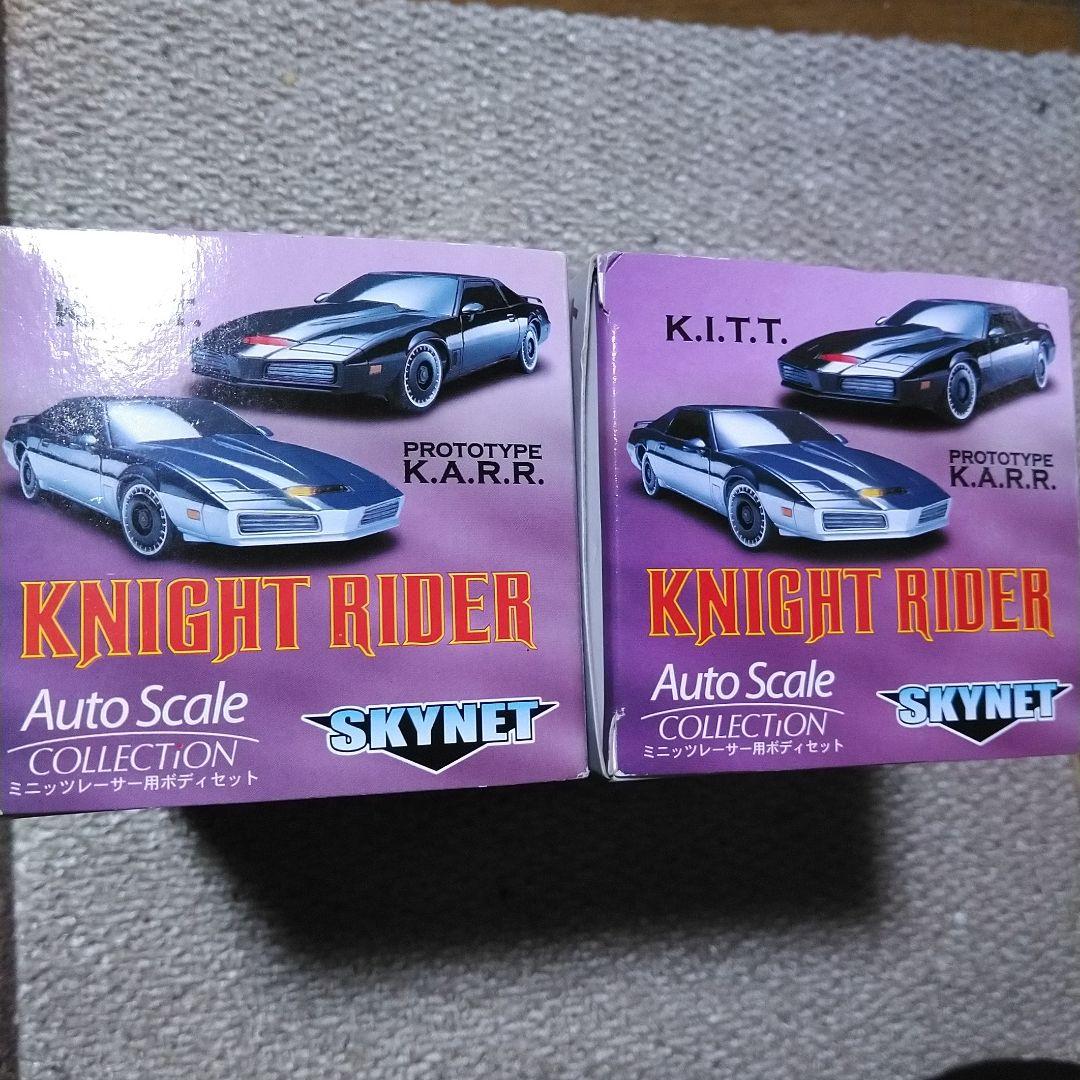 PROTOTYPE
K.A.R.R.
KNIGHT RIDER
Auto Scale
COLLECTiON
ミニッツレーサー用ボディセット
SKYNET
K.I.T.T.
PROTOTYPE
K.A.R.R.
KNIGHT RIDER
Auto Scale
COLLECTiON
ミニッツレーサー用ボディセット
SKYNET